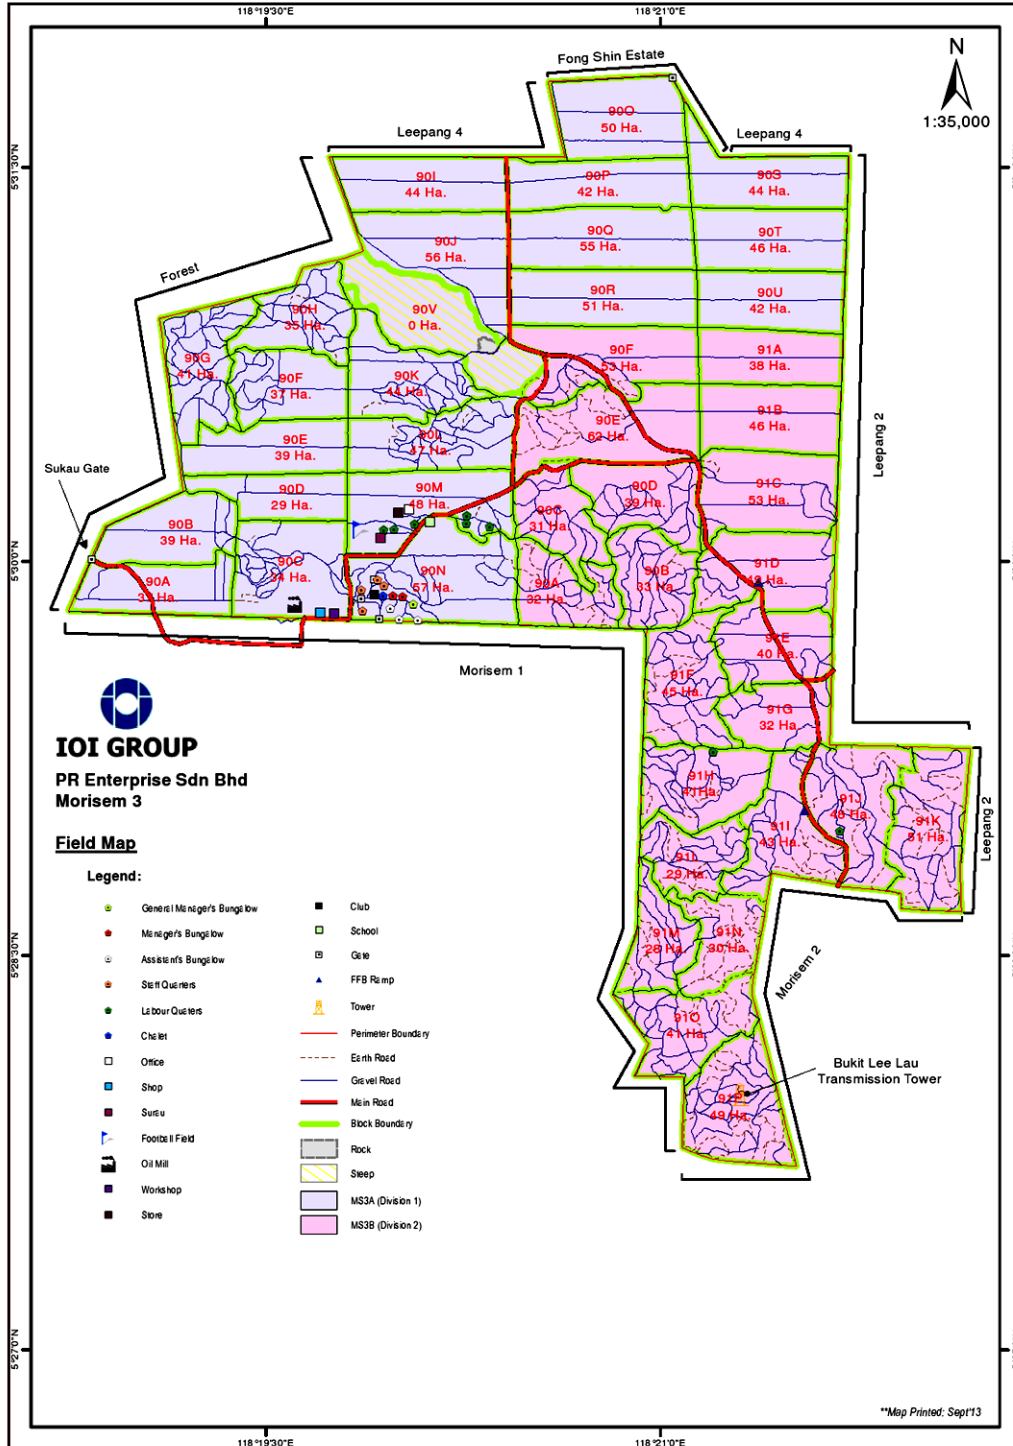 118°19'30"E
118°21'0"E
N
1:35,000
Fong Shin Estate
Leepang 4
Leepang 4
5°31'30"N
90O
50 Ha.
90I
44 Ha.
90P
42 Ha.
90S
44 Ha.
90J
56 Ha.
90Q
55 Ha.
90T
46 Ha.
Forest
90V
0 Ha.
90R
51 Ha.
90U
42 Ha.
90H
35 Ha.
90G
41 Ha.
90F
37 Ha.
90K
44 Ha.
90F
53 Ha.
91A
38 Ha.
90E
39 Ha.
90L
47 Ha.
90E
62 Ha.
91B
46 Ha.
Leepang 2
Sukau Gate
90D
29 Ha.
90M
48 Ha.
90D
39 Ha.
91C
53 Ha.
90B
39 Ha.
31 Ha.
5°30'0"N
90A
90C
34 Ha.
90N
57 Ha.
90A
32 Ha.
90B
33 Ha.
91D
Morisem 1
91E
40 Ha.
91F
45 Ha.
91G
32 Ha.
IOI GROUP
PR Enterprise Sdn Bhd
Morisem 3
Field Map
91H
41 Ha.
91I
43 Ha.
91J
91K
Leepang 2
91L
29 Ha.
91M
28 Ha.
91N
30 Ha.
Morisem 2
5°28'30"N
91O
41 Ha.
49 Ha.
Bukit Lee Lau
Transmission Tower
Legend:
General Manager's Bungalow
Manager's Bungalow
Assistant's Bungalow
Staff Quarters
Labour Quaters
Chalet
Office
Shop
Surau
Football Field
Oil Mill
Workshop
Store
Club
School
Gate
FFB Ramp
Tower
Perimeter Boundary
Earth Road
Gravel Road
Main Road
Block Boundary
Rock
Steep
MS3A (Division 1)
MS3B (Division 2)
5°27'0"N
**Map Printed: Sept'13
118°19'30"E
118°21'0"E